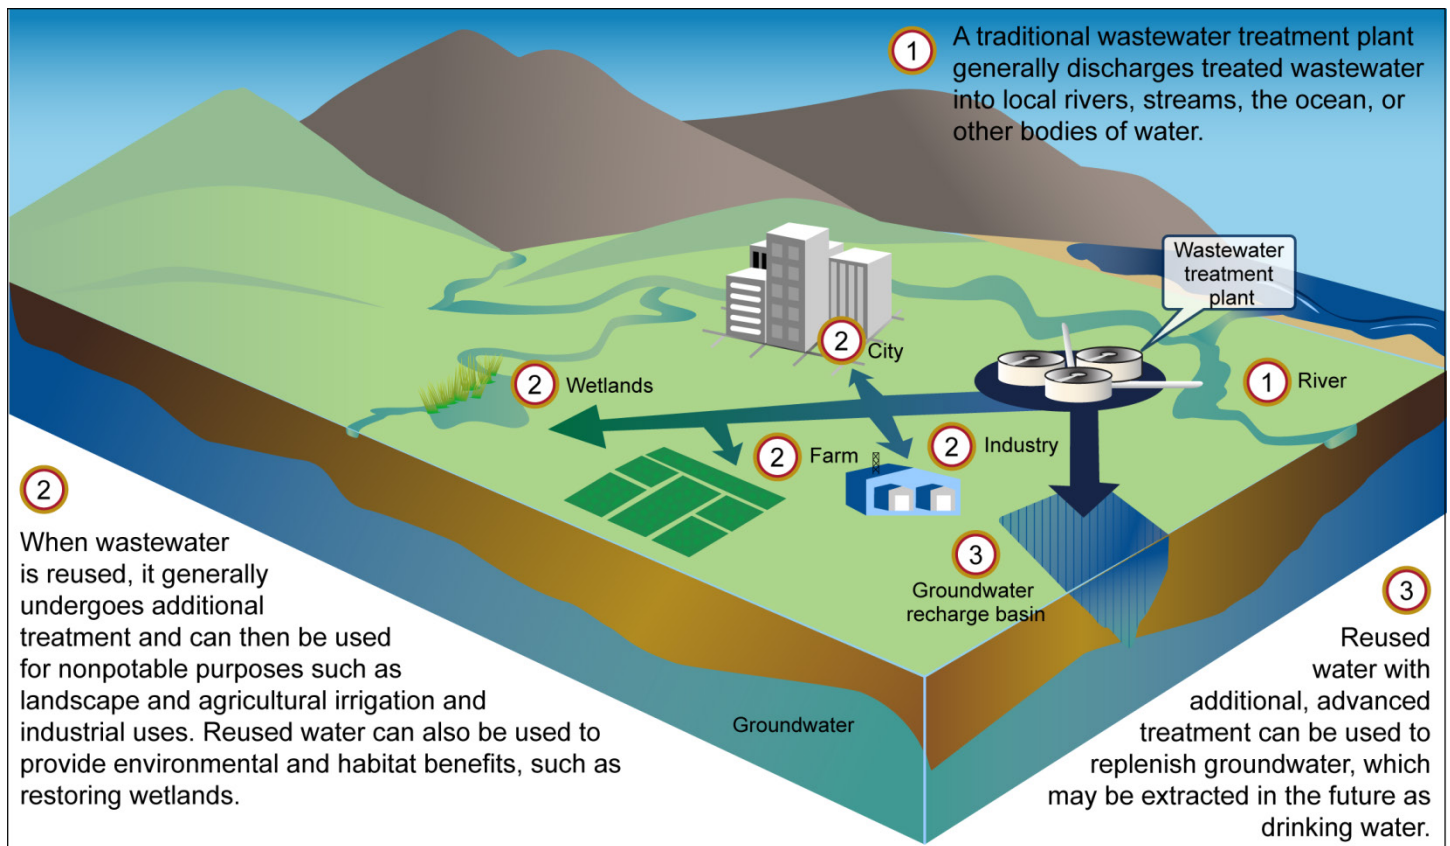 1
A traditional wastewater treatment plant
generally discharges treated wastewater
into local rivers, streams, the ocean, or
other bodies of water.
Wastewater
treatment
plant
2
City
2
Wetlands
1
River
2
Farm
2
Industry
3
Groundwater
recharge basin
Groundwater
2
When wastewater
is reused, it generally
undergoes additional
treatment and can then be used
for nonpotable purposes such as
landscape and agricultural irrigation and
industrial uses. Reused water can also be used to
provide environmental and habitat benefits, such as
restoring wetlands.
3
Reused
water with
additional, advanced
treatment can be used to
replenish groundwater, which
may be extracted in the future as
drinking water.